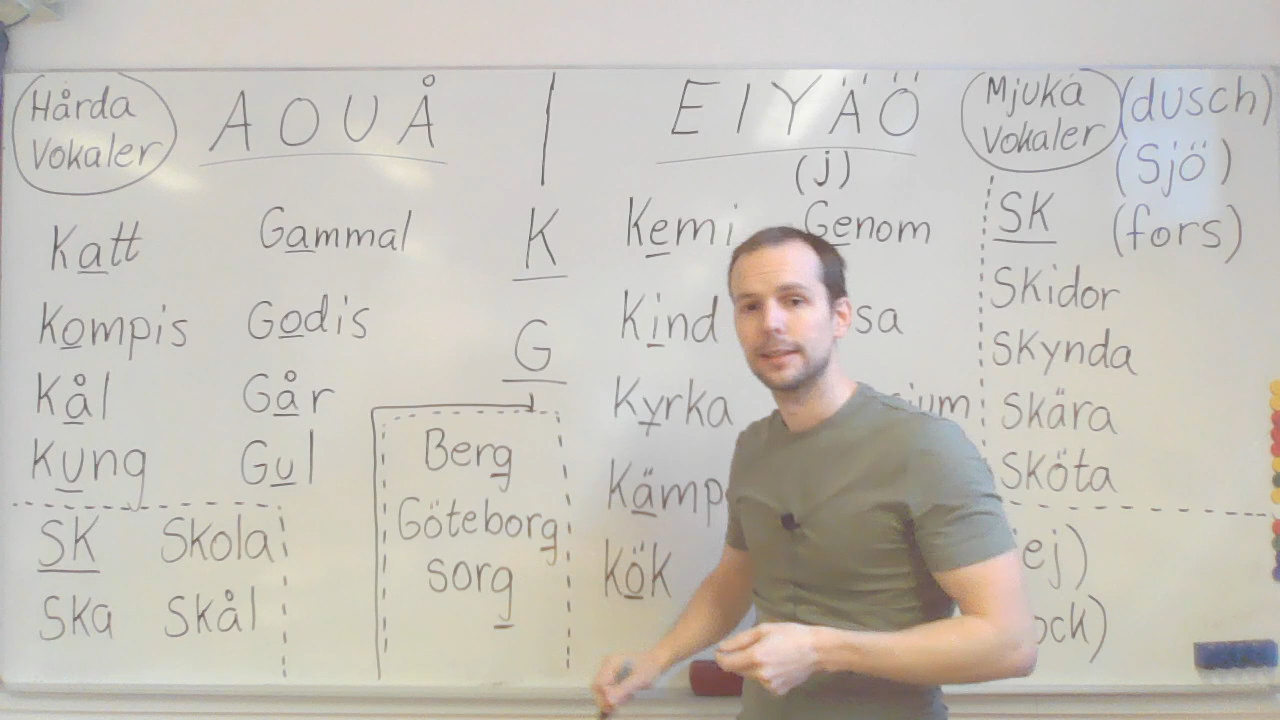 Hårda
Vokaler
A O U Å
E I Y Ä Ö
(j)
Mjuka
Vokaler
(dusch)
(Sjö)
(fors)
Katt
Kompis
Kål
Kung
Gammal
Godis
Går
Gul
SK
Skola
Ska
Skål
K
G
Berg
Göteborg
sorg
Kemi
Kind
Kyrka
Kök
Genom
SK
Skidor
Skynda
Skära
Sköta